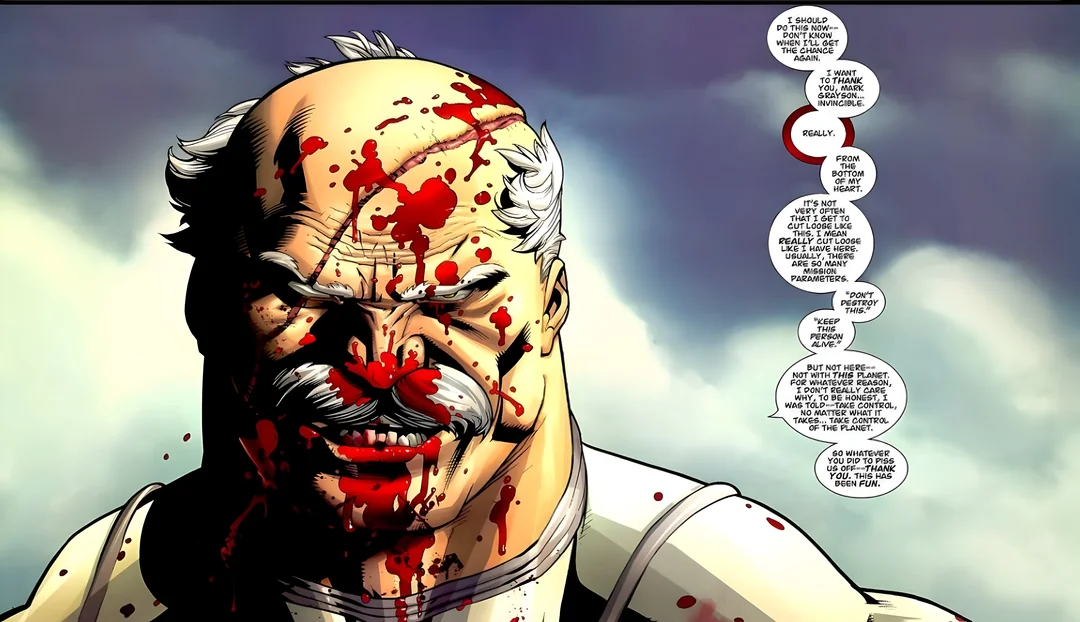 I SHOULD
DO THIS NOW--
DON'T KNOW
WHEN I'LL GET
THE CHANCE
AGAIN.
I WANT
TO THANK
YOU, MARK
GRAYSON...
INVINCIBLE.
REALLY.
FROM
THE
BOTTOM
OF MY
HEART.
IT'S NOT
VERY OFTEN
THAT I GET TO
CUT LOOSE LIKE
THIS. I MEAN
REALLY CUT LOOSE
LIKE I HAVE HERE.
USUALLY, THERE
ARE SO MANY
MISSION
PARAMETERS.
"DON'T
DESTROY
THIS."
"KEEP
THIS
PERSON
ALIVE."
BUT NOT HERE--
NOT WITH THIS PLANET.
FOR WHATEVER REASON,
I DON'T REALLY CARE
WHY, TO BE HONEST, I
WAS TOLD--TAKE CONTROL,
NO MATTER WHAT IT
TAKES... TAKE CONTROL
OF THE PLANET.
SO WHATEVER
YOU DID TO PISS
US OFF--THANK
YOU. THIS HAS
BEEN FUN.